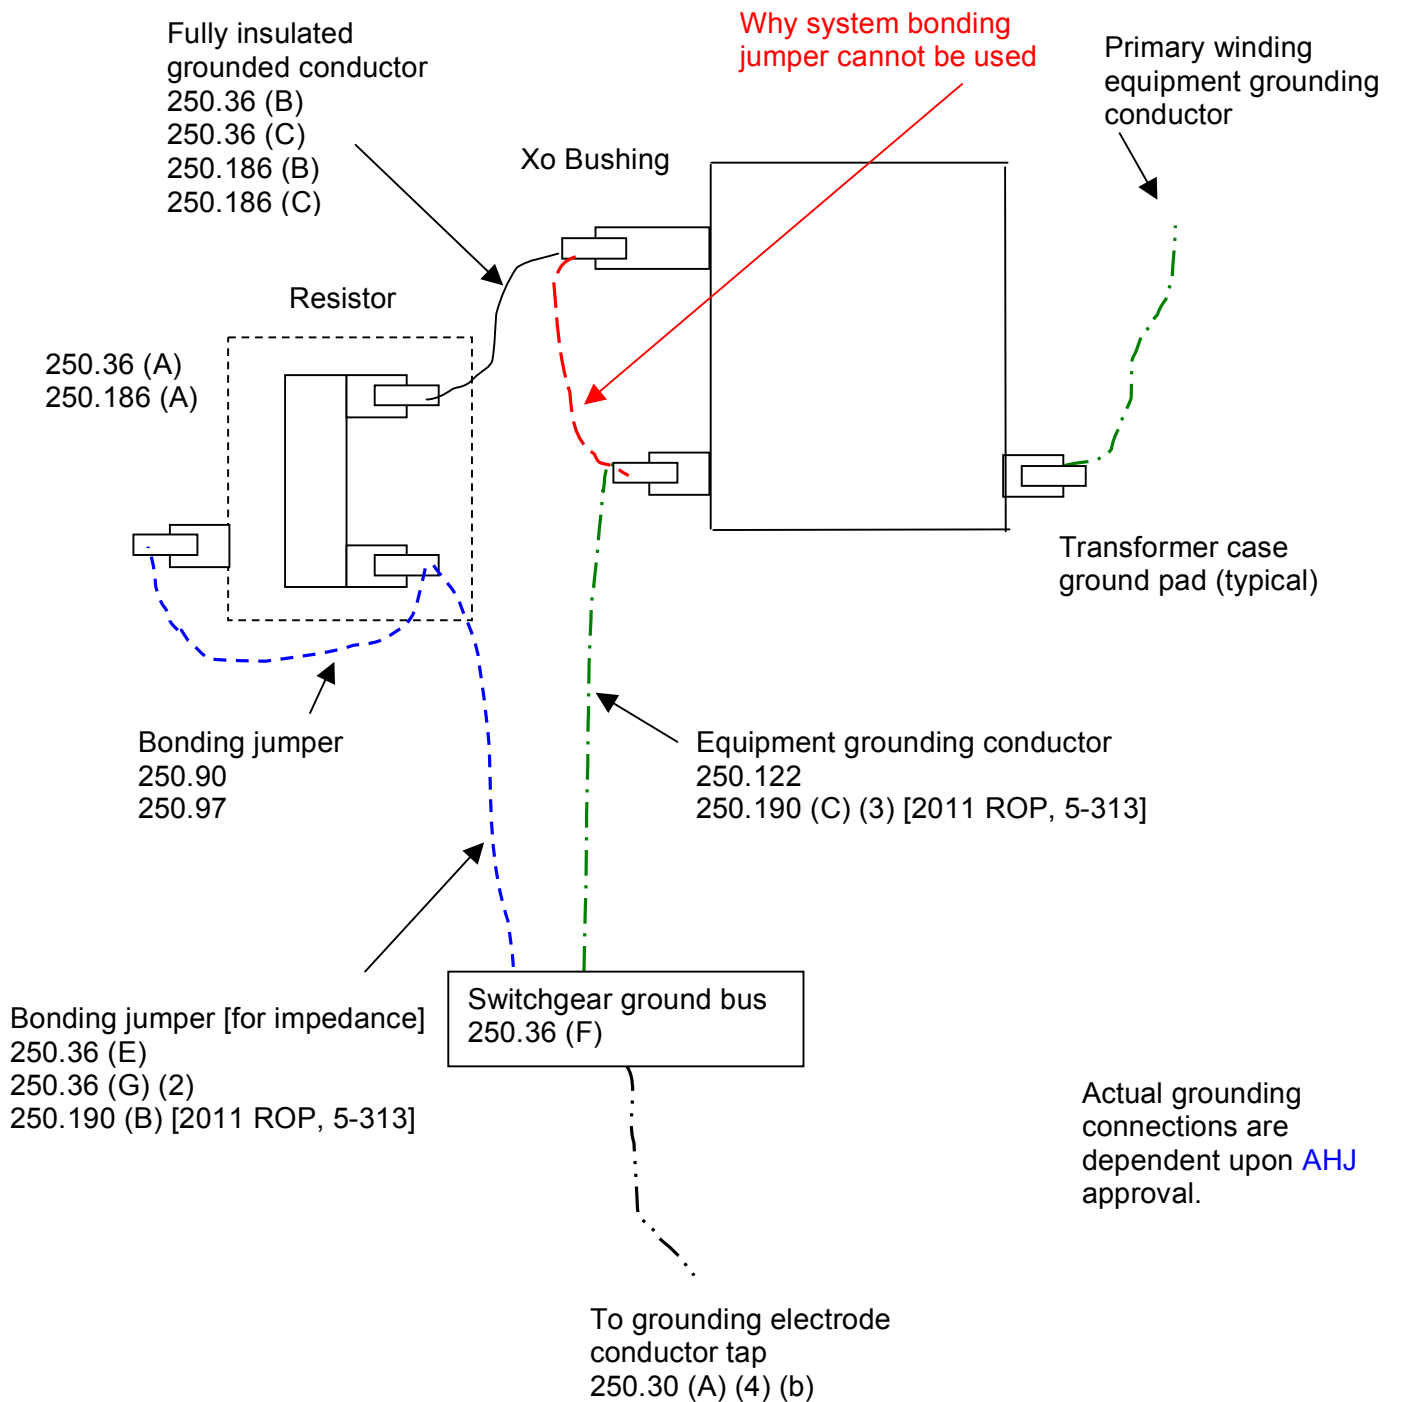 Fully insulated
grounded conductor
250.36 (B)
250.36 (C)
250.186 (B)
250.186 (C)
Why system bonding
jumper cannot be used
Primary winding
equipment grounding
conductor
Xo Bushing
Resistor
250.36 (A)
250.186 (A)
Transformer case
ground pad (typical)
Bonding jumper
250.90
250.97
Equipment grounding conductor
250.122
250.190 (C) (3) [2011 ROP, 5-313]
Bonding jumper [for impedance]
250.36 (E)
250.36 (G) (2)
250.190 (B) [2011 ROP, 5-313]
Switchgear ground bus
250.36 (F)
Actual grounding
connections are
dependent upon AHJ
approval.
To grounding electrode
conductor tap
250.30 (A) (4) (b)